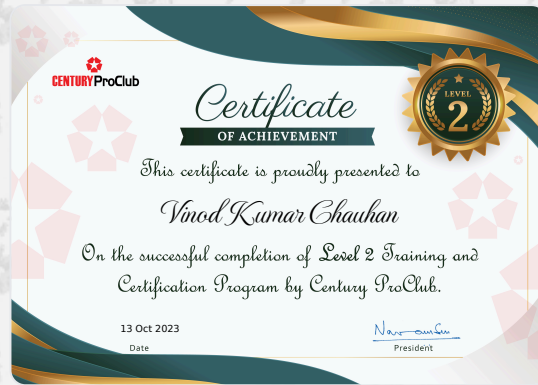 CENTURY ProClub
Certificate
OF ACHIEVEMENT
LEVEL
2
This certificate is proudly presented to
Vinod Kumar Chauhan
On the successful completion of Level 2 Training and
Certification Program by Century ProClub.
13 Oct 2023
Date
President